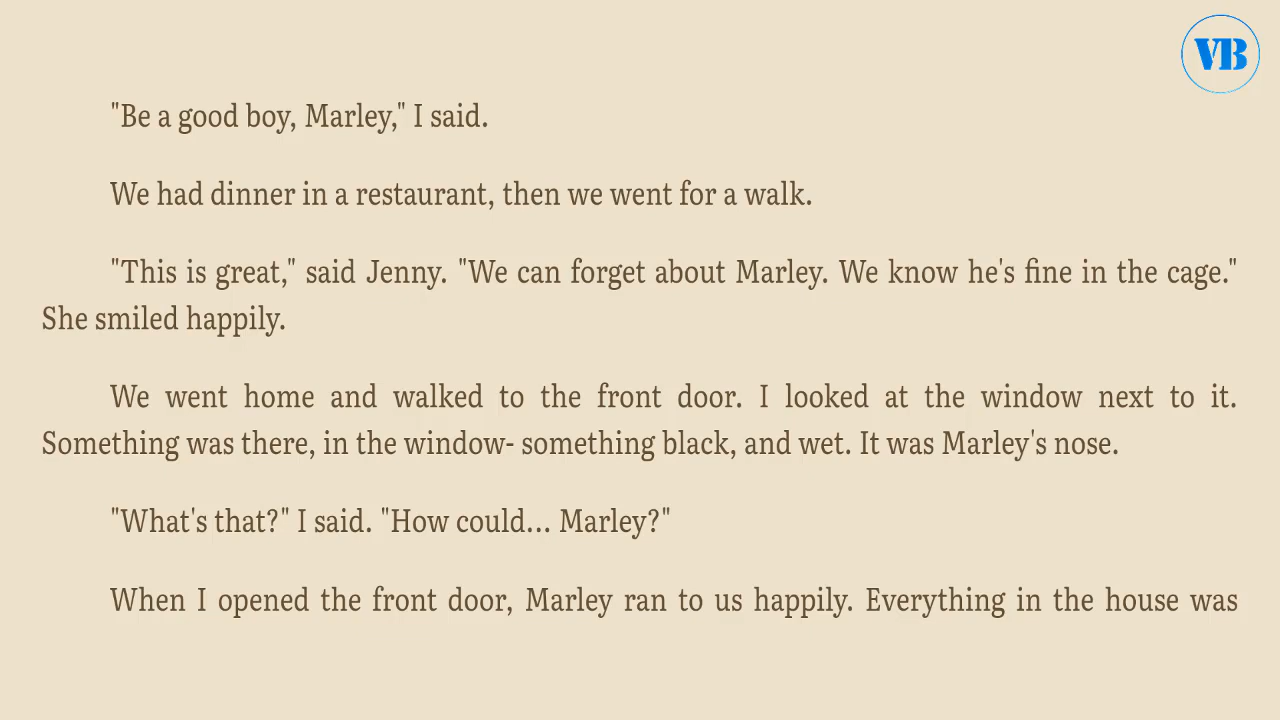 VB
"Be a good boy, Marley," I said.
We had dinner in a restaurant, then we went for a walk.
"This is great," said Jenny. "We can forget about Marley. We know he's fine in the cage."
She smiled happily.
We went home and walked to the front door. I looked at the window next to it.
Something was there, in the window- something black, and wet. It was Marley's nose.
"What's that?" I said. "How could... Marley?"
When I opened the front door, Marley ran to us happily. Everything in the house was